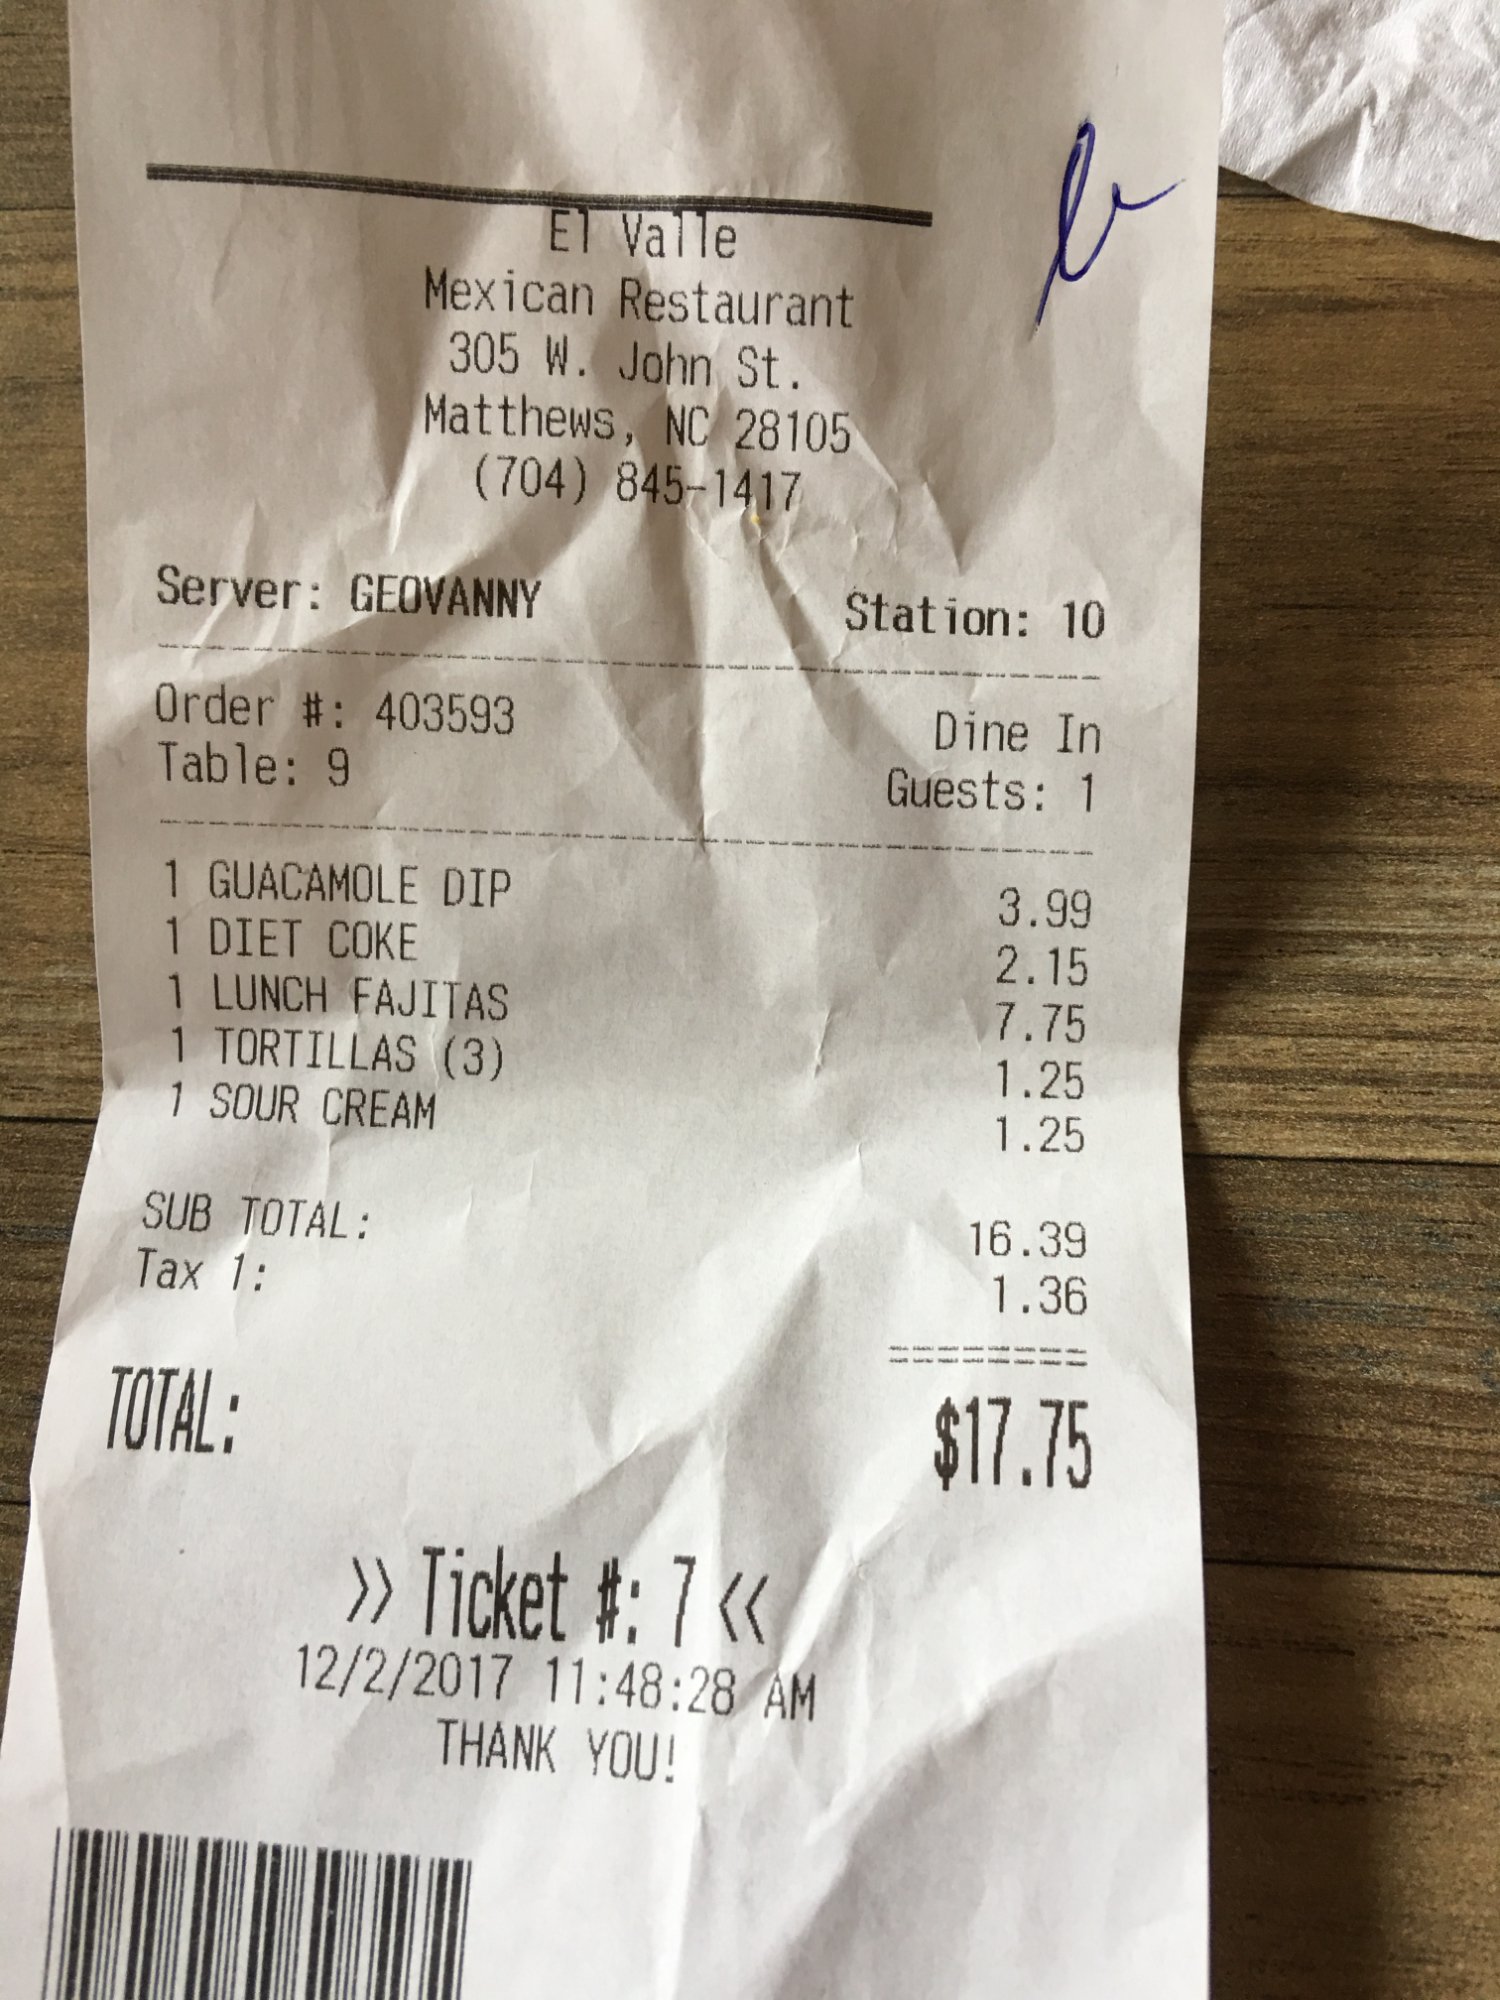 El Valle
Mexican Restaurant
305 W. John St.
Matthews, NC 28105
(704) 845-1417
Server: GEOVANNY Station: 10
Order #: 403593 Dine In
Table: 9 Guests: 1
1 GUACAMOLE DIP 3.99
1 DIET COKE 2.15
1 LUNCH FAJITAS 7.75
1 TORTILLAS (3) 1.25
1 SOUR CREAM 1.25
SUB TOTAL: 16.39
Tax 1: 1.36
TOTAL: $17.75
>> Ticket #: 7 <<
12/2/2017 11:48:28 AM
THANK YOU!